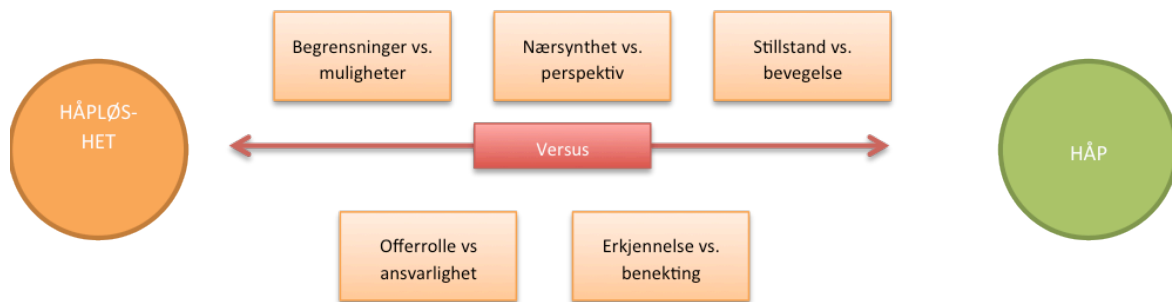 Begrensninger vs.
muligheter
Nærsynthet vs.
perspektiv
Stillstand vs.
bevegelse
HÅPLØS-
HET
Versus
HÅP
Offerrolle vs
ansvarlighet
Erkjennelse vs.
benekting